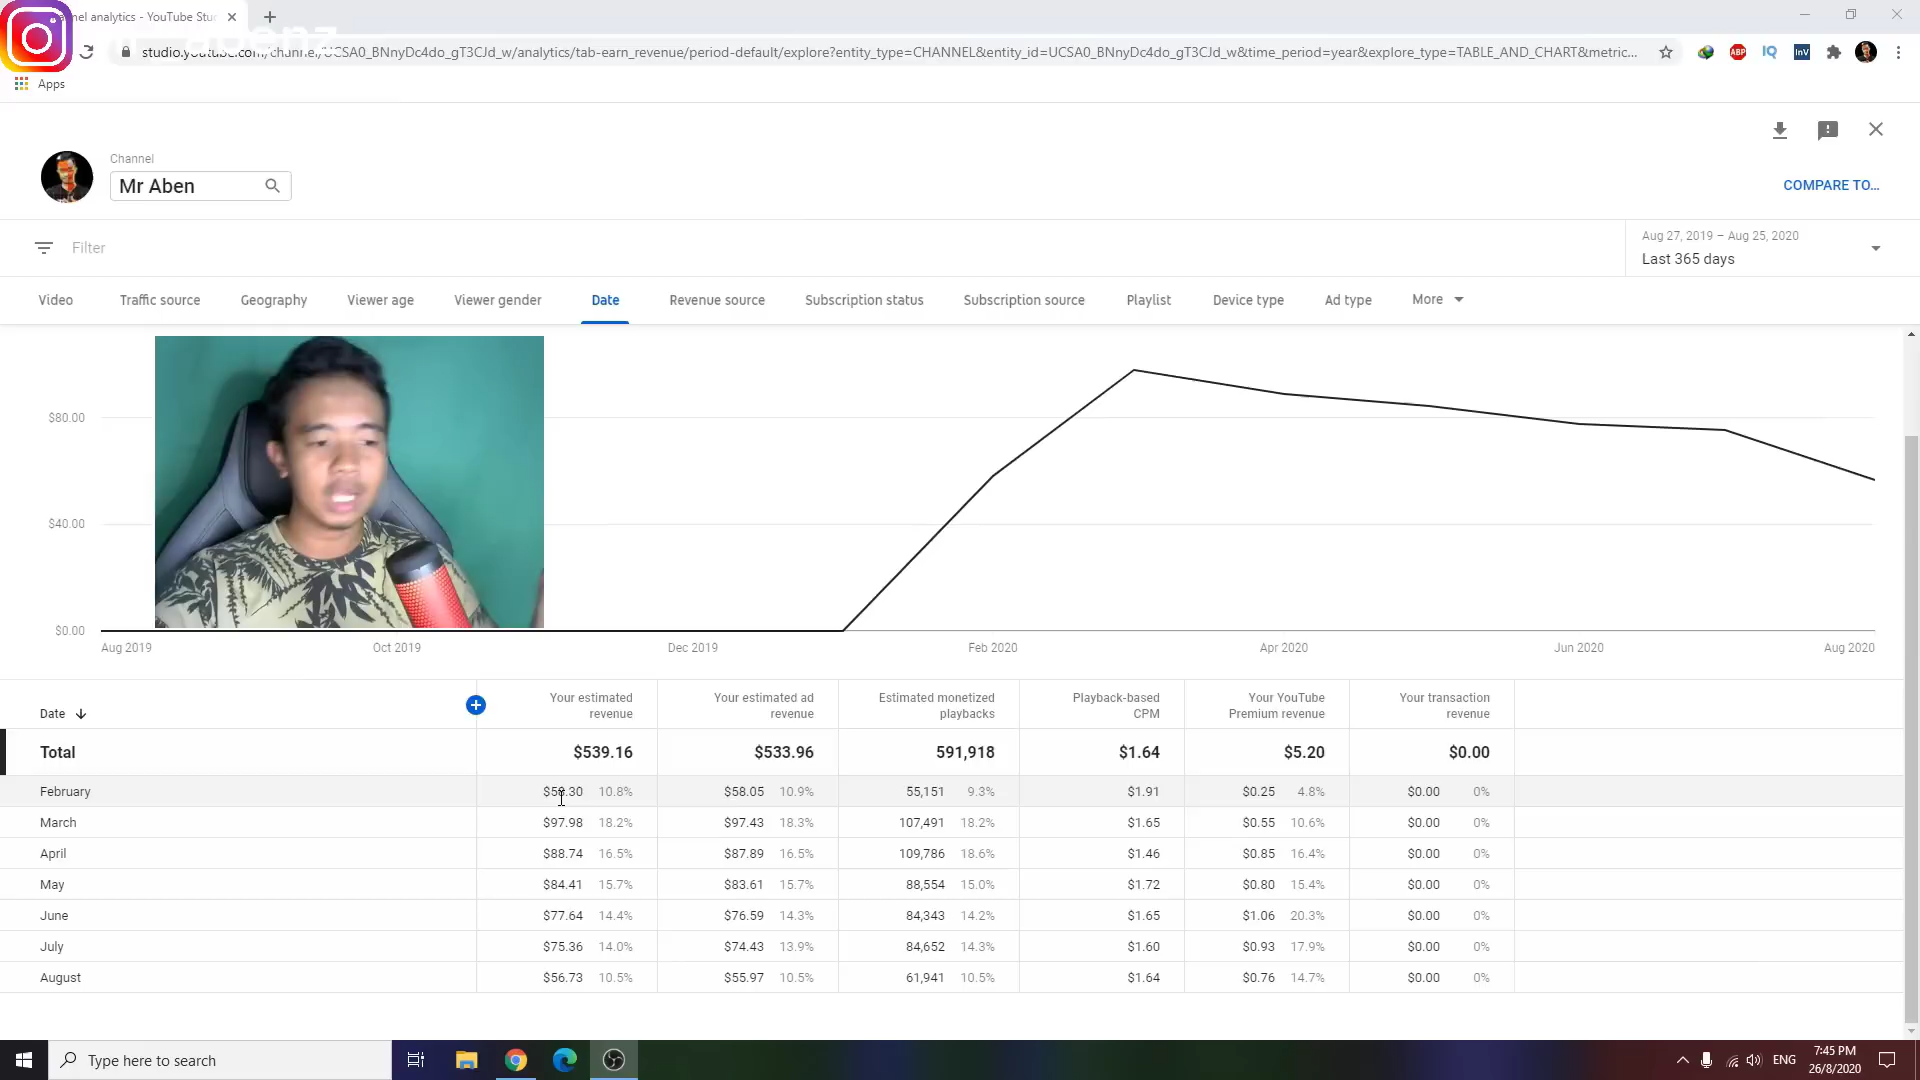 nnel analytics - YouTube Stu
studio.youtube.com/channel/UCSA0_BNnyDc4do_gT3CJd_w/analytics/tab-earn_revenue/period-default/explore?entity_type=CHANNEL&entity_id=UCSA0_BNnyDc4do_gT3CJd_w&time_period=year&explore_type=TABLE_AND_CHART&metric...
ABP
IQ
InV
Apps
Channel
Mr Aben
COMPARE TO...
Filter
Aug 27, 2019 – Aug 25, 2020
Last 365 days
Video Traffic source Geography Viewer age Viewer gender Date Revenue source Subscription status Subscription source Playlist Device type Ad type More
$80.00
$40.00
$0.00
Aug 2019 Oct 2019 Dec 2019 Feb 2020 Apr 2020 Jun 2020 Aug 2020
Date Your estimated revenue Your estimated ad revenue Estimated monetized playbacks Playback-based CPM Your YouTube Premium revenue Your transaction revenue
Total $539.16 $533.96 591,918 $1.64 $5.20 $0.00
February $58.30 10.8% $58.05 10.9% 55,151 9.3% $1.91 $0.25 4.8% $0.00 0%
March $97.98 18.2% $97.43 18.3% 107,491 18.2% $1.65 $0.55 10.6% $0.00 0%
April $88.74 16.5% $87.89 16.5% 109,786 18.6% $1.46 $0.85 16.4% $0.00 0%
May $84.41 15.7% $83.61 15.7% 88,554 15.0% $1.72 $0.80 15.4% $0.00 0%
June $77.64 14.4% $76.59 14.3% 84,343 14.2% $1.65 $1.06 20.3% $0.00 0%
July $75.36 14.0% $74.43 13.9% 84,652 14.3% $1.60 $0.93 17.9% $0.00 0%
August $56.73 10.5% $55.97 10.5% 61,941 10.5% $1.64 $0.76 14.7% $0.00 0%
Type here to search
ENG
7:45 PM
26/8/2020